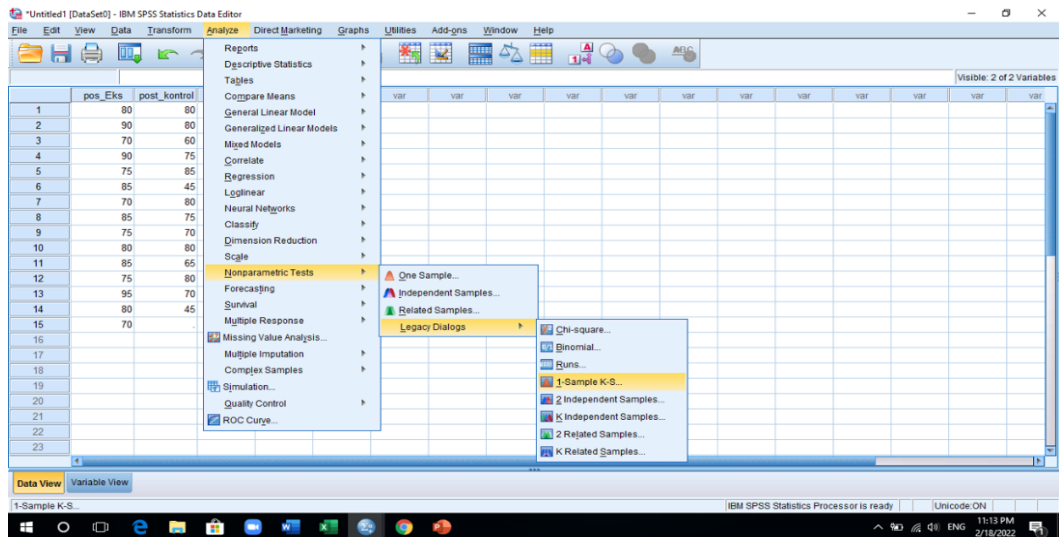 *Untitled1 [DataSet0] - IBM SPSS Statistics Data Editor
File Edit View Data Transform Analyze Direct Marketing Graphs Utilities Add-ons Window Help
Visible: 2 of 2 Variables
pos_Eks post_kontrol var var var var var var var var var var var var
1 80 80
2 90 80
3 70 60
4 90 75
5 75 85
6 85 45
7 70 80
8 85 75
9 75 70
10 80 80
11 85 65
12 75 80
13 95 70
14 80 45
15 70 .
16
17
18
19
20
21
22
23
Reports
Descriptive Statistics
Tables
Compare Means
General Linear Model
Generalized Linear Models
Mixed Models
Correlate
Regression
Loglinear
Neural Networks
Classify
Dimension Reduction
Scale
Nonparametric Tests
Forecasting
Survival
Multiple Response
Missing Value Analysis...
Multiple Imputation
Complex Samples
Simulation...
Quality Control
ROC Curve...
One Sample...
Independent Samples...
Related Samples...
Legacy Dialogs
Chi-square...
Binomial...
Runs...
1-Sample K-S...
2 Independent Samples...
K Independent Samples...
2 Related Samples...
K Related Samples...
Data View Variable View
1-Sample K-S... IBM SPSS Statistics Processor is ready Unicode:ON
ENG 11:13 PM
2/18/2022